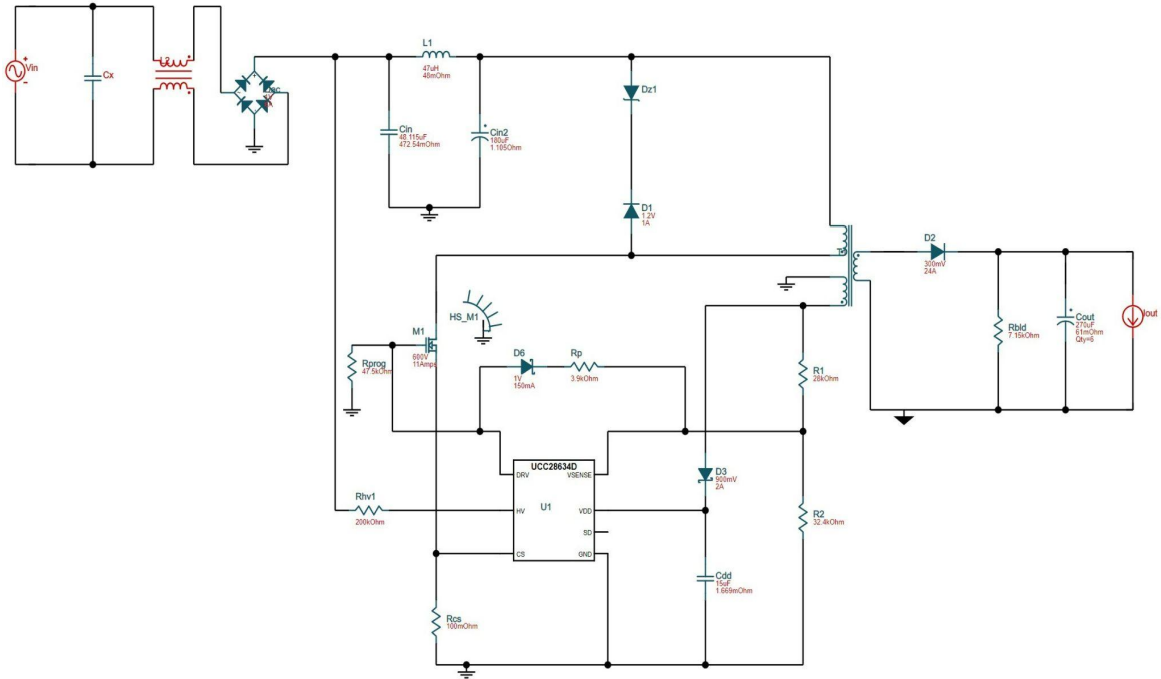 Vin
Cx
L1
47uH
48mOhm
Cin
472.54mOhm
Cin2
180uF
1.105Ohm
Dz1
D1
1.2V
1A
D2
300mV
24A
Rbld
7.15kOhm
Cout
270uF
61mOhm
Qty=6
Iout
HS_M1
M1
600V
11Amps
Rprog
47.5kOhm
D6
1V
150mA
Rp
3.9kOhm
R1
28kOhm
UCC28634D
DRV
VSENSE
U1
HV
VDD
SD
CS
GND
Rhv1
200kOhm
D3
900mV
2A
R2
32.4kOhm
Cdd
15uF
1.669mOhm
Rcs
100mOhm